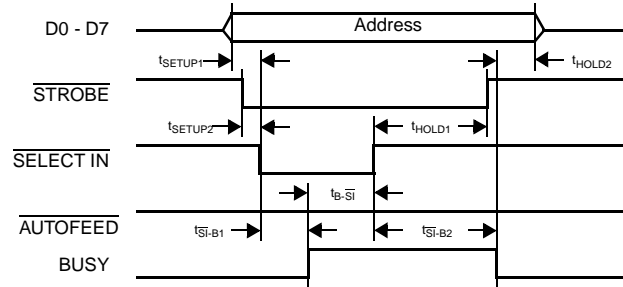 D0 - D7
Address
tSETUP1
tHOLD2
STROBE
tSETUP2
tHOLD1
SELECT IN
tB-SI
AUTOFEED
tSI-B1
tSI-B2
BUSY